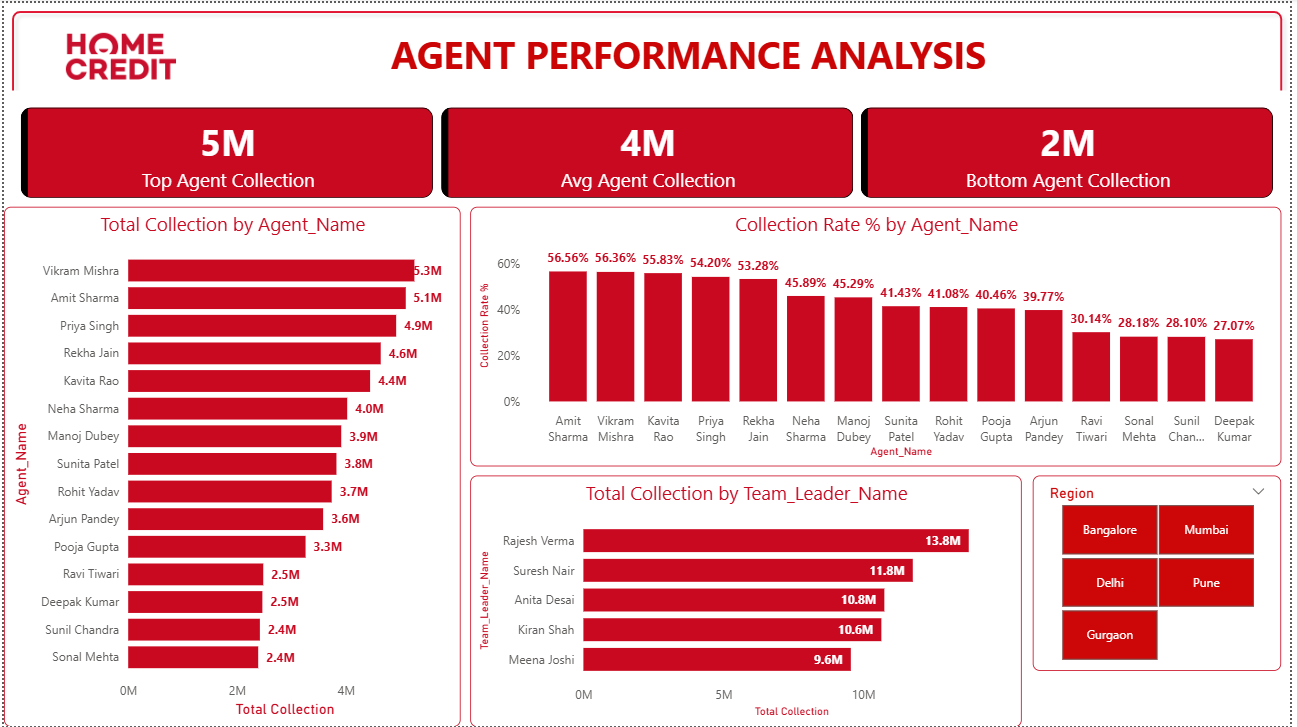 HOME
CREDIT
AGENT PERFORMANCE ANALYSIS
5M
Top Agent Collection
4M
Avg Agent Collection
2M
Bottom Agent Collection
Total Collection by Agent_Name
Agent_Name
Vikram Mishra 5.3M
Amit Sharma 5.1M
Priya Singh 4.9M
Rekha Jain 4.6M
Kavita Rao 4.4M
Neha Sharma 4.0M
Manoj Dubey 3.9M
Sunita Patel 3.8M
Rohit Yadav 3.7M
Arjun Pandey 3.6M
Pooja Gupta 3.3M
Ravi Tiwari 2.5M
Deepak Kumar 2.5M
Sunil Chandra 2.4M
Sonal Mehta 2.4M
0M 2M 4M
Total Collection
Collection Rate % by Agent_Name
Collection Rate %
60%
40%
20%
0%
56.56% 56.36% 55.83% 54.20% 53.28% 45.89% 45.29% 41.43% 41.08% 40.46% 39.77% 30.14% 28.18% 28.10% 27.07%
Amit Vikram Kavita Priya Rekha Neha Manoj Sunita Rohit Pooja Arjun Ravi Sonal Sunil Deepak
Sharma Mishra Rao Singh Jain Sharma Dubey Patel Yadav Gupta Pandey Tiwari Mehta Chan... Kumar
Agent_Name
Total Collection by Team_Leader_Name
Team_Leader_Name
Rajesh Verma 13.8M
Suresh Nair 11.8M
Anita Desai 10.8M
Kiran Shah 10.6M
Meena Joshi 9.6M
0M 5M 10M
Total Collection
Region
Bangalore Mumbai
Delhi Pune
Gurgaon